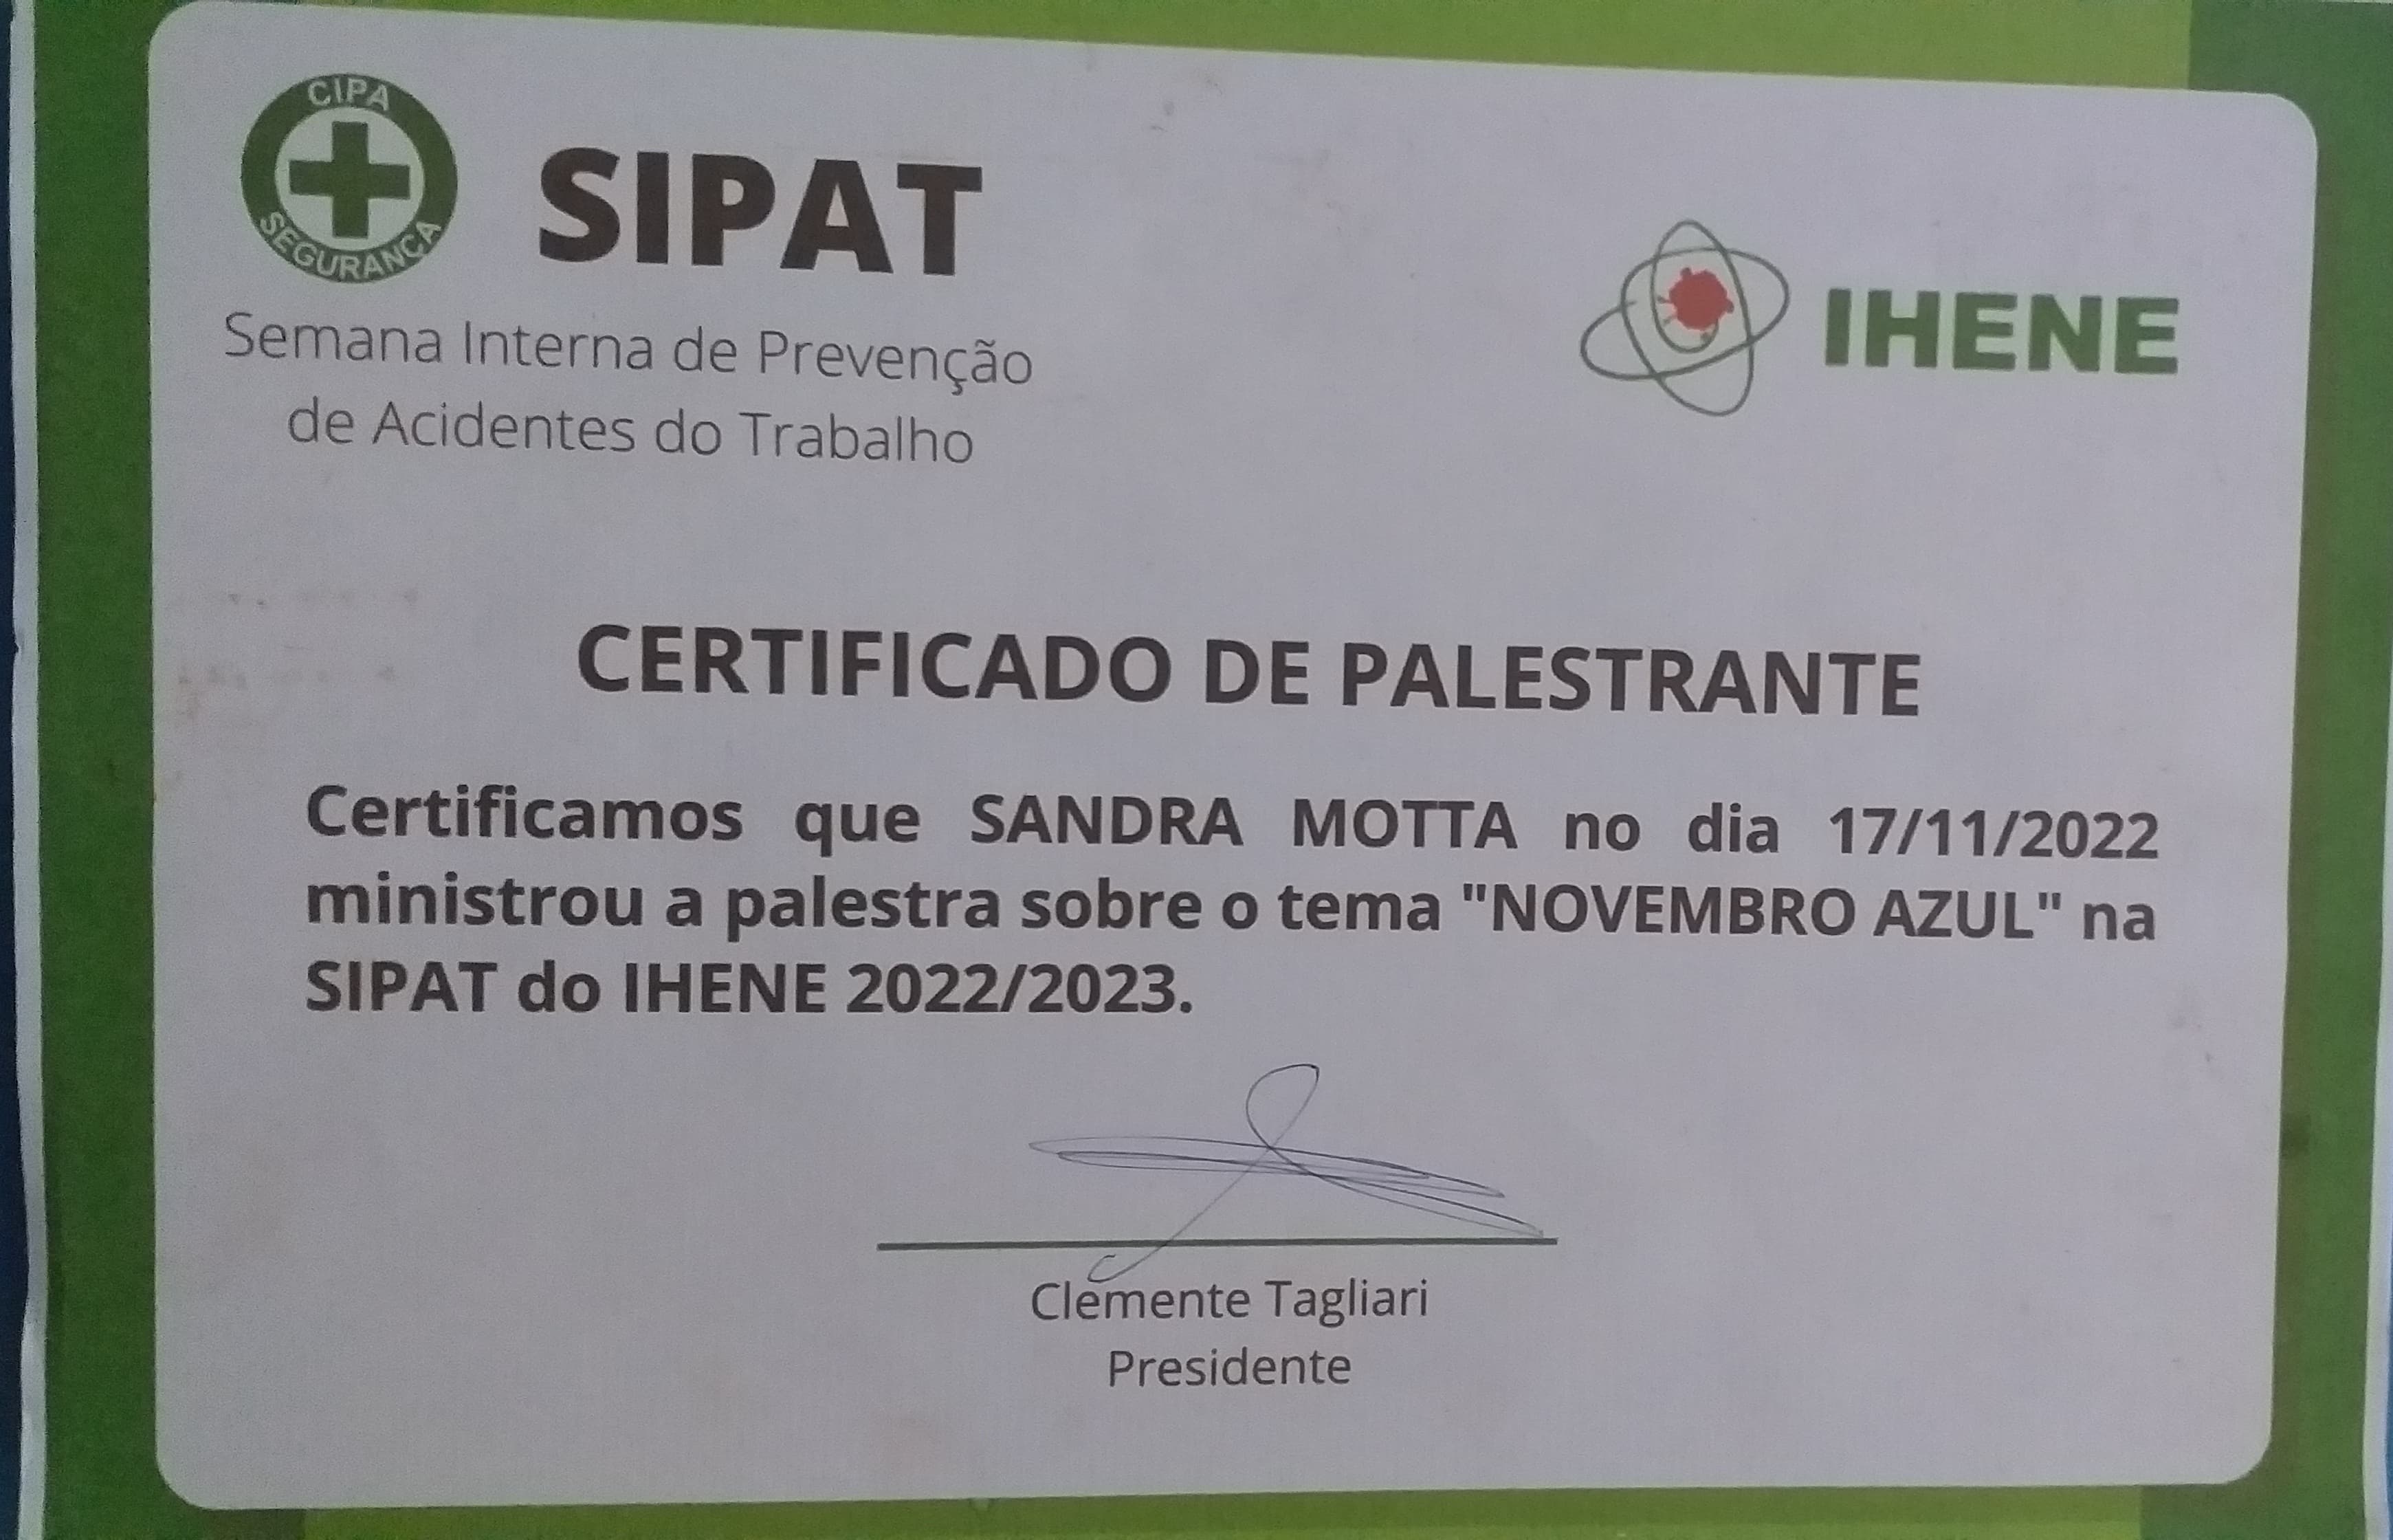 CIPA
SEGURANÇA
SIPAT
Semana Interna de Prevenção
de Acidentes do Trabalho
IHENE
CERTIFICADO DE PALESTRANTE
Certificamos que SANDRA MOTTA no dia 17/11/2022
ministrou a palestra sobre o tema "NOVEMBRO AZUL" na
SIPAT do IHENE 2022/2023.
Clemente Tagliari
Presidente